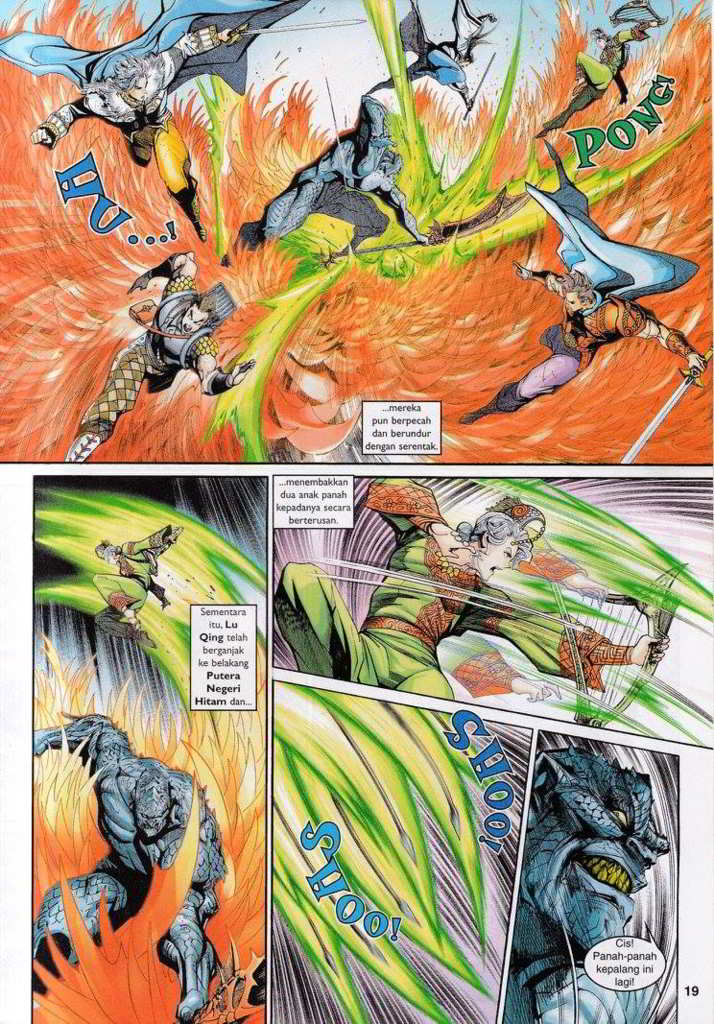 HU...!
PONG!
...mereka
pun berpecah
dan berundur
dengan serentak.
Sementara
itu, Lu
Qing telah
berganjak
ke belakang
Putera
Negeri
Hitam dan...
...menembakkan
dua anak panah
kepadanya secara
berterusan.
SHOO!
SHOO!
Cis!
Panah-panah
kepalang ini
lagi!
19